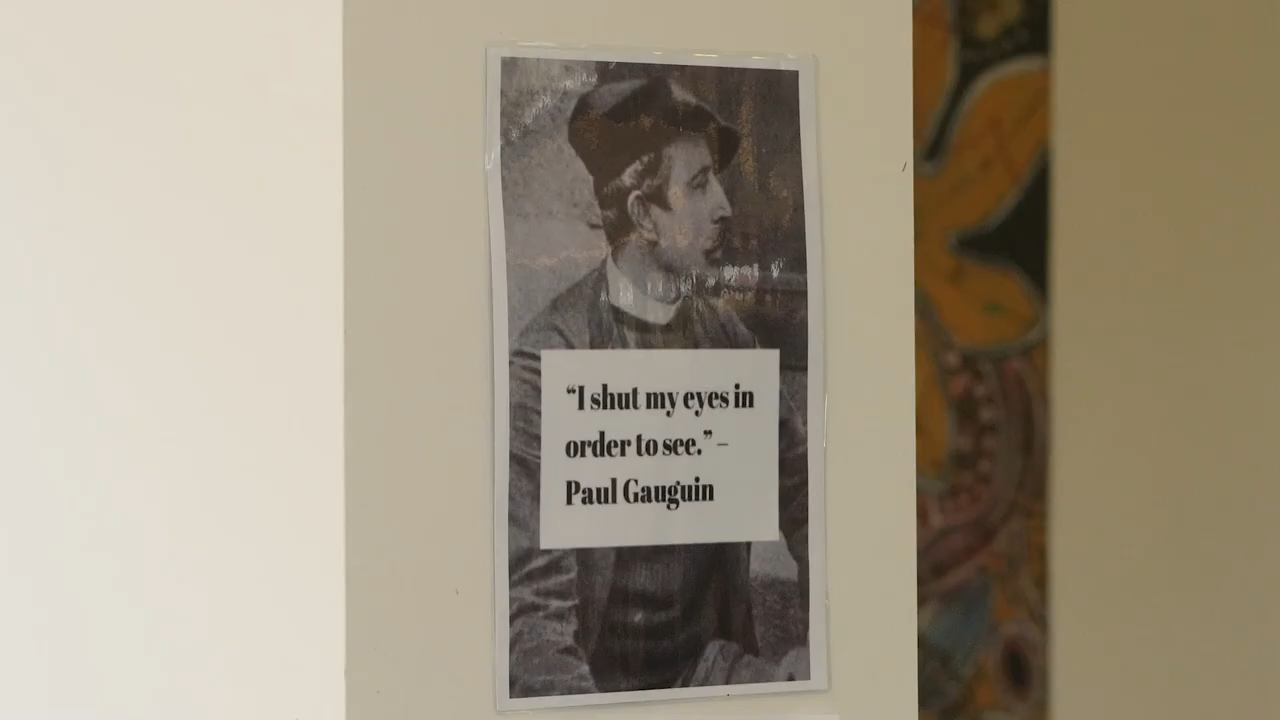 “I shut my eyes in
order to see.” –
Paul Gauguin